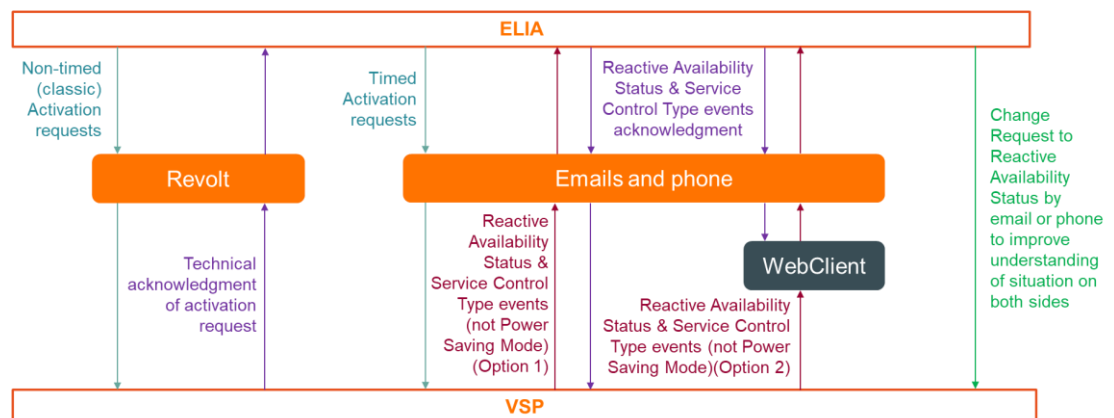 ELIA
Non-timed
(classic)
Activation
requests
Timed
Activation
requests
Reactive Availability
Status & Service
Control Type events
acknowledgment
Change
Request to
Reactive
Availability
Status by
email or phone
to improve
understanding
of situation on
both sides
Revolt
Emails and phone
Technical
acknowledgment
of activation
request
Reactive
Availability
Status &
Service Control
Type events
(not Power
Saving Mode)
(Option 1)
WebClient
Reactive Availability
Status & Service Control
Type events (not Power
Saving Mode)(Option 2)
VSP